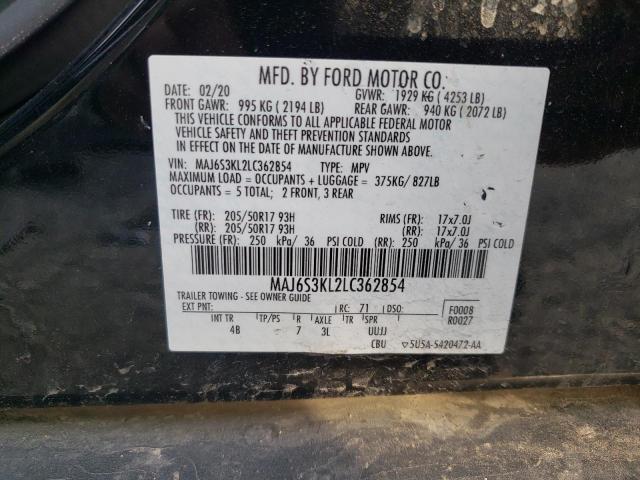 MFD. BY FORD MOTOR CO.
DATE: 02/20 GVWR: 1929 KG ( 4253 LB)
FRONT GAWR: 995 KG ( 2194 LB) REAR GAWR: 940 KG ( 2072 LB)
THIS VEHICLE CONFORMS TO ALL APPLICABLE FEDERAL MOTOR
VEHICLE SAFETY AND THEFT PREVENTION STANDARDS
IN EFFECT ON THE DATE OF MANUFACTURE SHOWN ABOVE.
VIN: MAJ6S3KL2LC362854 TYPE: MPV
MAXIMUM LOAD = OCCUPANTS + LUGGAGE = 375KG/ 827LB
OCCUPANTS = 5 TOTAL; 2 FRONT, 3 REAR
TIRE (FR): 205/50R17 93H RIMS (FR): 17x7.0J
(RR): 205/50R17 93H (RR): 17x7.0J
PRESSURE (FR): 250 kPa/ 36 PSI COLD (RR): 250 kPa/ 36 PSI COLD
MAJ6S3KL2LC362854
TRAILER TOWING - SEE OWNER GUIDE
EXT PNT: RC: 71 DSO: F0008
R0027
INT TR TP/PS R AXLE TR SPR
4B 7 3L UUJJ
CBU ▽5U5A-5420472-AA